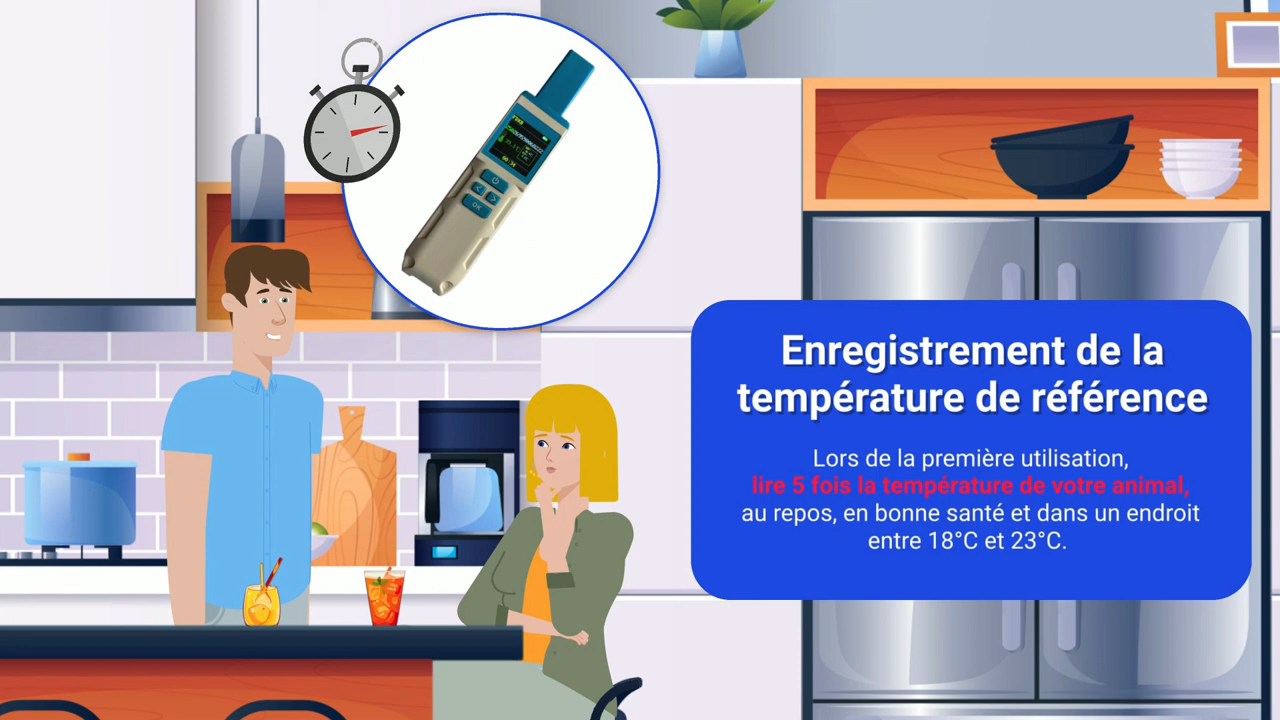 Enregistrement de la
température de référence
Lors de la première utilisation,
lire 5 fois la température de votre animal,
au repos, en bonne santé et dans un endroit
entre 18°C et 23°C.
OK